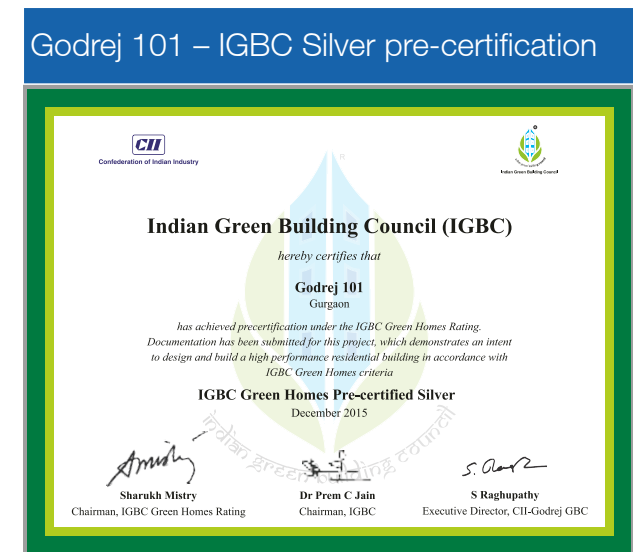 Godrej 101 – IGBC Silver pre-certification
CII
Confederation of Indian Industry
Indian Green Building Council
R
Indian Green Building Council (IGBC)
hereby certifies that
Godrej 101
Gurgaon
has achieved precertification under the IGBC Green Homes Rating.
Documentation has been submitted for this project, which demonstrates an intent
to design and build a high performance residential building in accordance with
IGBC Green Homes criteria
IGBC Green Homes Pre-certified Silver
December 2015
indian green building council
Sharukh Mistry
Chairman, IGBC Green Homes Rating
Dr Prem C Jain
Chairman, IGBC
S. Raghupathy
S Raghupathy
Executive Director, CII-Godrej GBC